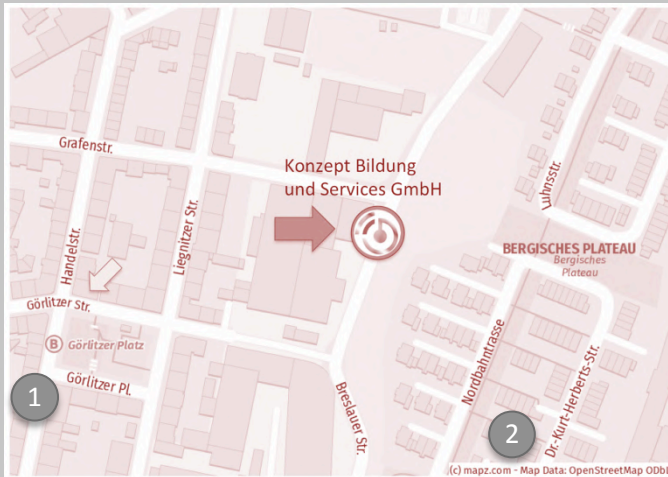 Grafenstr.
Konzept Bildung
und Services GmbH
Luhnsstr.
Handelstr.
Liegnitzer Str.
BERGISCHES PLATEAU
Bergisches
Plateau
Görlitzer Str.
B Görlitzer Platz
Görlitzer Pl.
1
Breslauer Str.
Nordbahntrasse
Dr.-Kurt-Herberts-Str.
2
(c) mapz.com - Map Data: OpenStreetMap ODbL